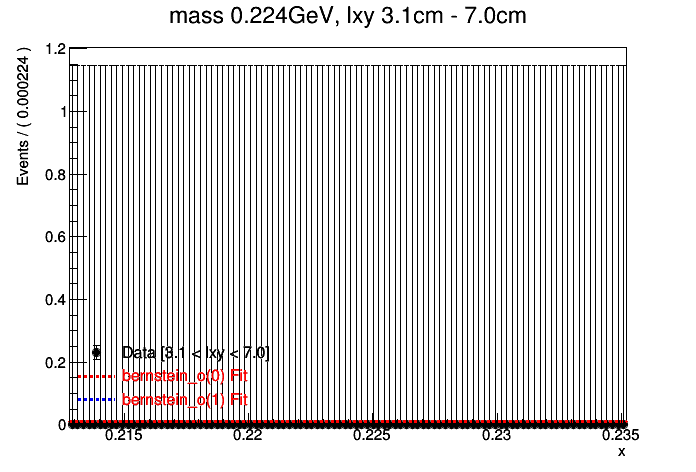 mass 0.224GeV, lxy 3.1cm - 7.0cm
Events / ( 0.000224 )
1.2
1
0.8
0.6
0.4
0.2
0
Data [3.1 < lxy < 7.0]
bernstein_o(0) Fit
bernstein_o(1) Fit
0.215 0.22 0.225 0.23 0.235
x